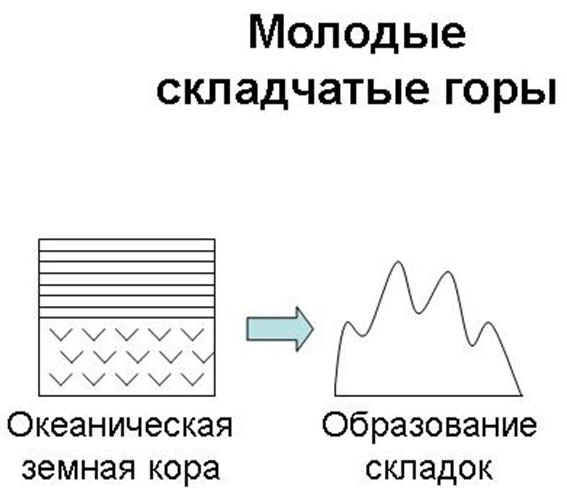 Молодые
складчатые горы
Океаническая
земная кора
Образование
складок